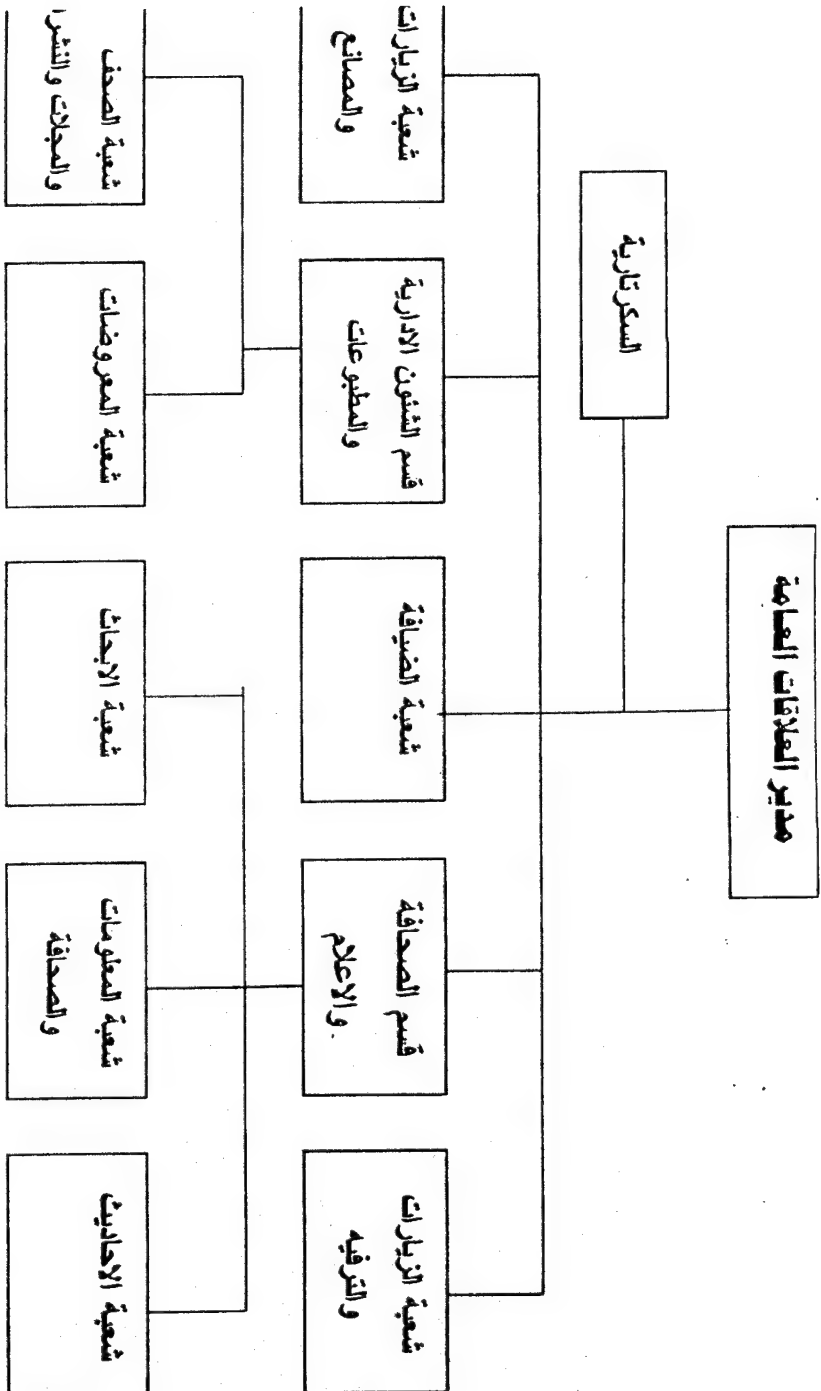 مدير العلاقات العامة
السكرتارية
شعبة الزيارات
والترفيه
قسم الصحافة
والاعلام.
شعبة الضيافة
قسم الشئون الادارية
والمطبوعات
شعبة الزيارات
والمصانع
شعبة الاحاديث
شعبة المعلومات
والصحافة
شعبة الابحاث
شعبة المعروضات
شعبة الصحف
والمجلات والنشرا